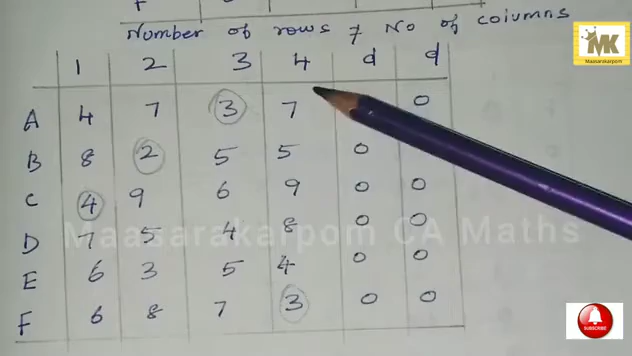 F
Number of rows ≠ No of columns
1 2 3 4 d d
A 4 7 3 7 0
B 8 2 5 5 0
C 4 9 6 9 0 0
D 7 5 4 8 0 0
E 6 3 5 4 0 0
F 6 8 7 3 0 0
Maasarakarpom CA Maths
MK
Maasarakarpom
SUBSCRIBE